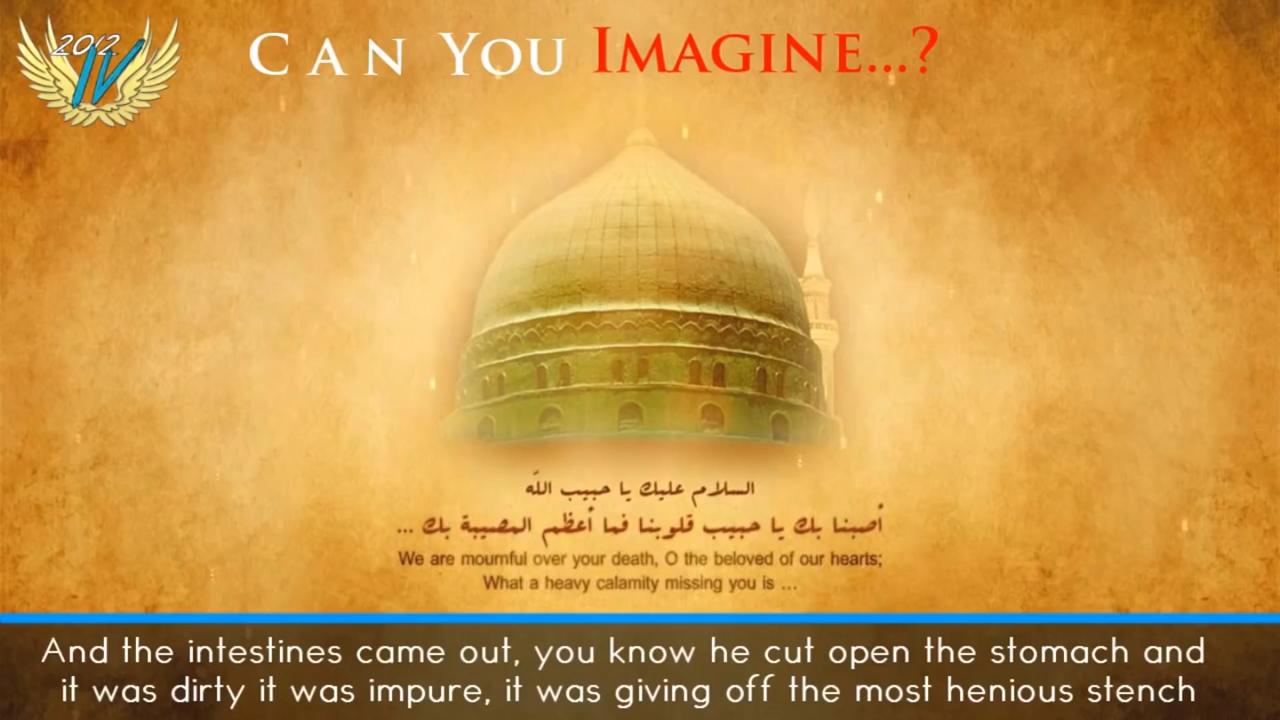 2012
IV
CAN YOU IMAGINE...?
السلام عليك يا حبيب الله
أصبنا بك يا حبيب قلوبنا فما أعظم المصيبة بك ...
We are mournful over your death, O the beloved of our hearts;
What a heavy calamity missing you is ...
And the intestines came out, you know he cut open the stomach and
it was dirty it was impure, it was giving off the most henious stench